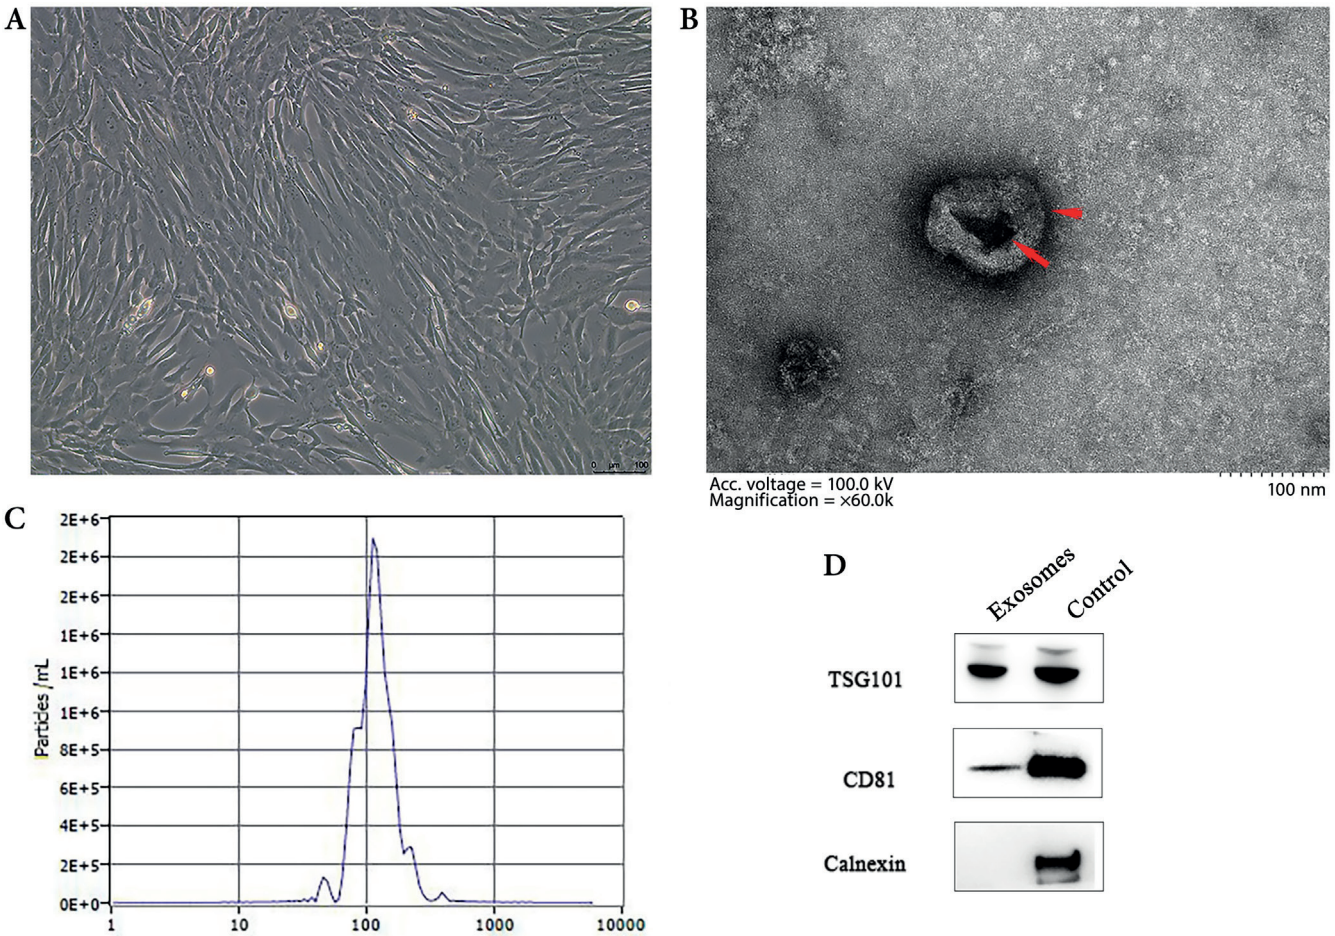 A
0 µm 100
B
Acc. voltage = 100.0 kV
Magnification = ×60.0k
100 nm
C
2E+6
2E+6
2E+6
1E+6
1E+6
1E+6
8E+5
6E+5
4E+5
2E+5
0E+0
Particles / mL
1 10 100 1000 10000
D
Exosomes Control
TSG101
CD81
Calnexin